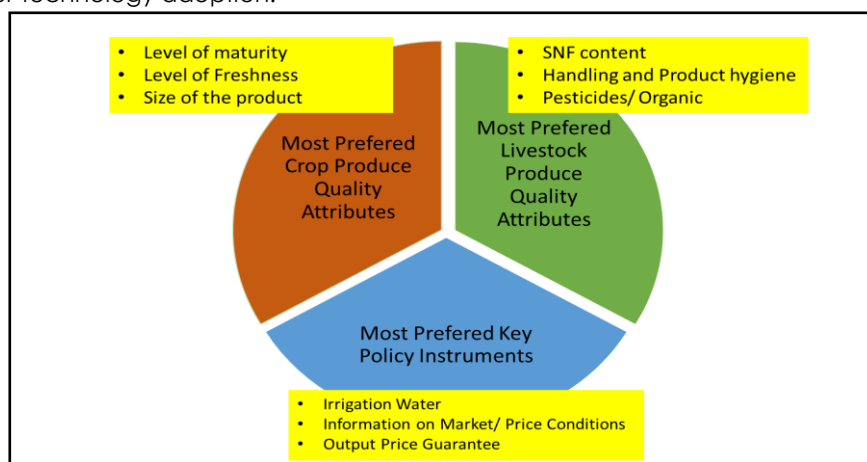 technology adoption.
• Level of maturity
• Level of Freshness
• Size of the product
• SNF content
• Handling and Product hygiene
• Pesticides/ Organic
Most Prefered
Crop Produce
Quality
Attributes
Most Prefered
Livestock
Produce
Quality
Attributes
Most Prefered Key
Policy Instruments
• Irrigation Water
• Information on Market/ Price Conditions
• Output Price Guarantee